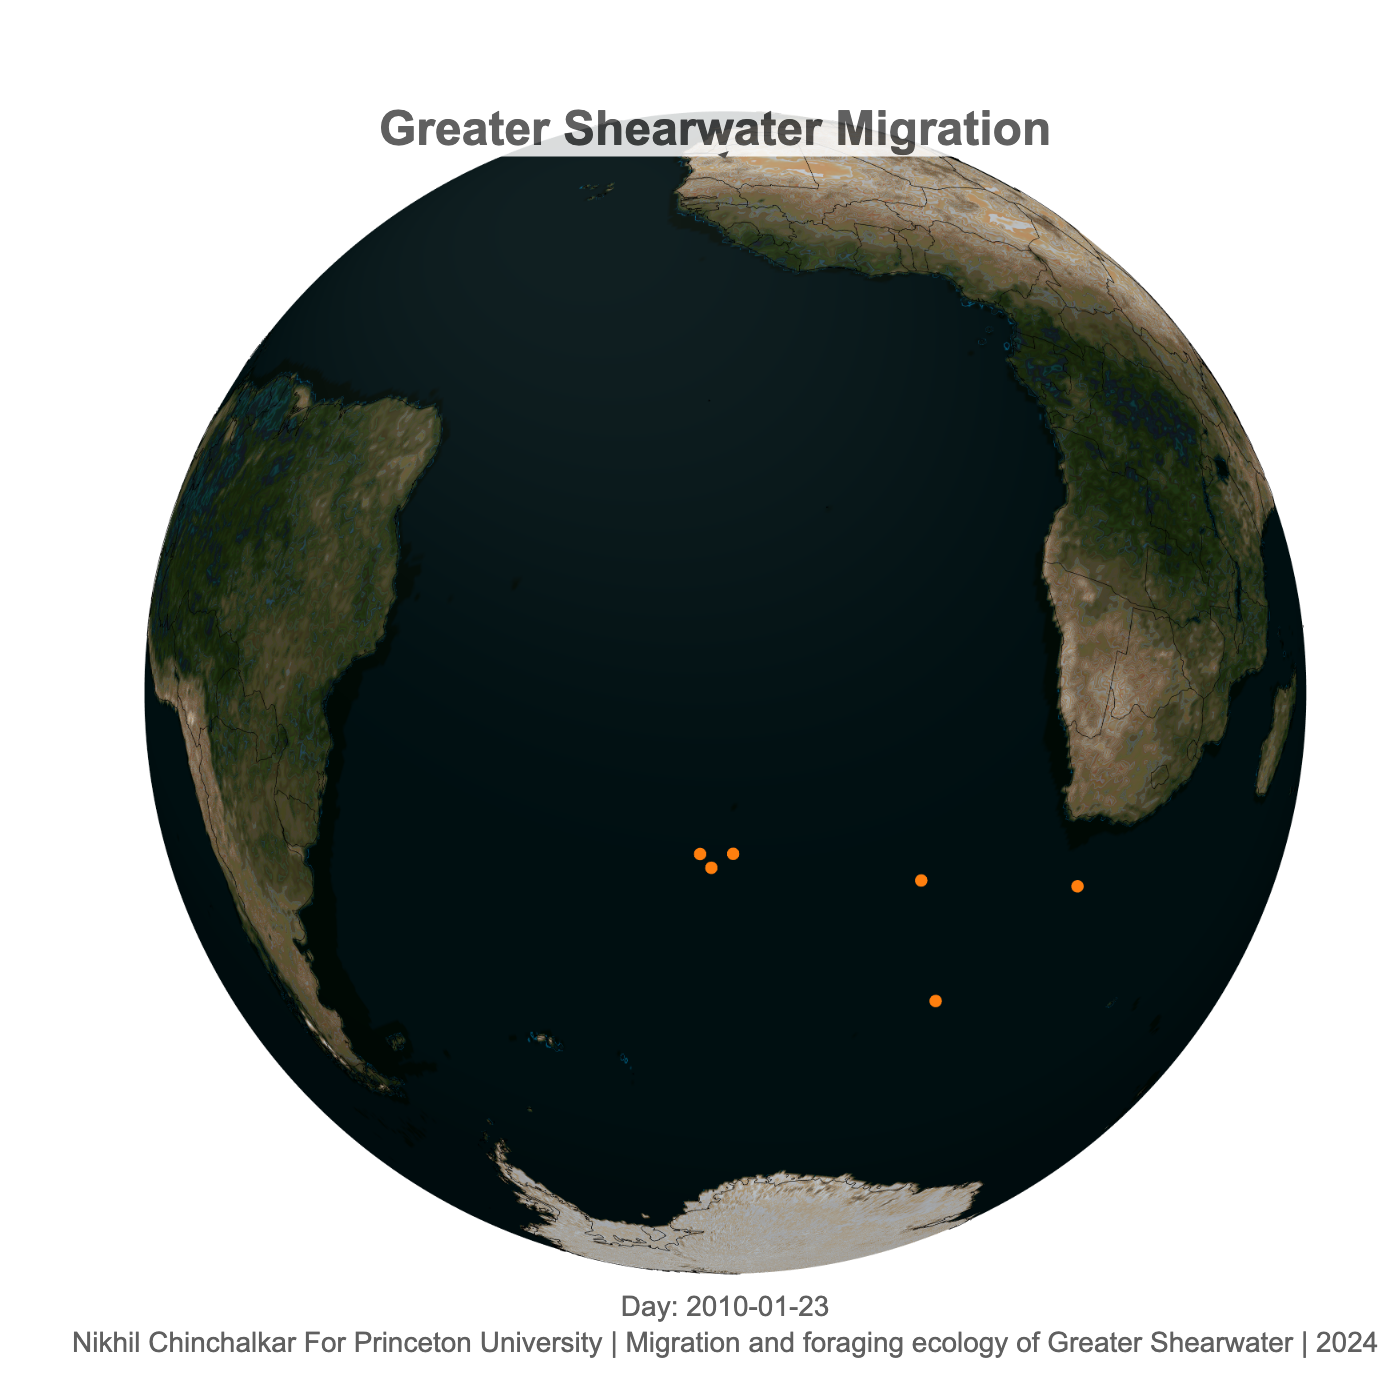 Greater Shearwater Migration
Day: 2010-01-23
Nikhil Chinchalkar For Princeton University | Migration and foraging ecology of Greater Shearwater | 2024